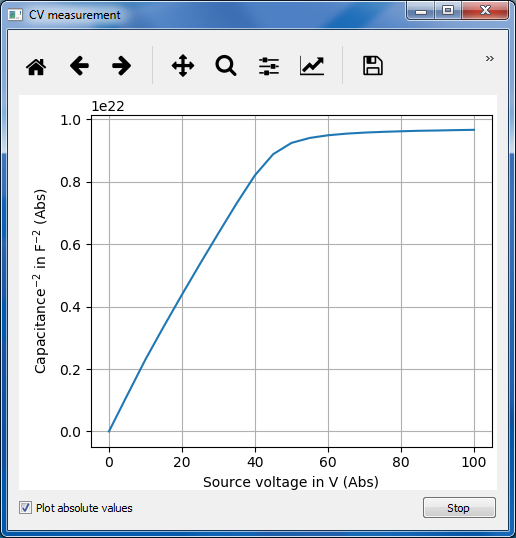 CV measurement
»
1e22
1.0
0.8
0.6
0.4
0.2
0.0
Capacitance⁻² in F⁻² (Abs)
0 20 40 60 80 100
Source voltage in V (Abs)
Plot absolute values
Stop